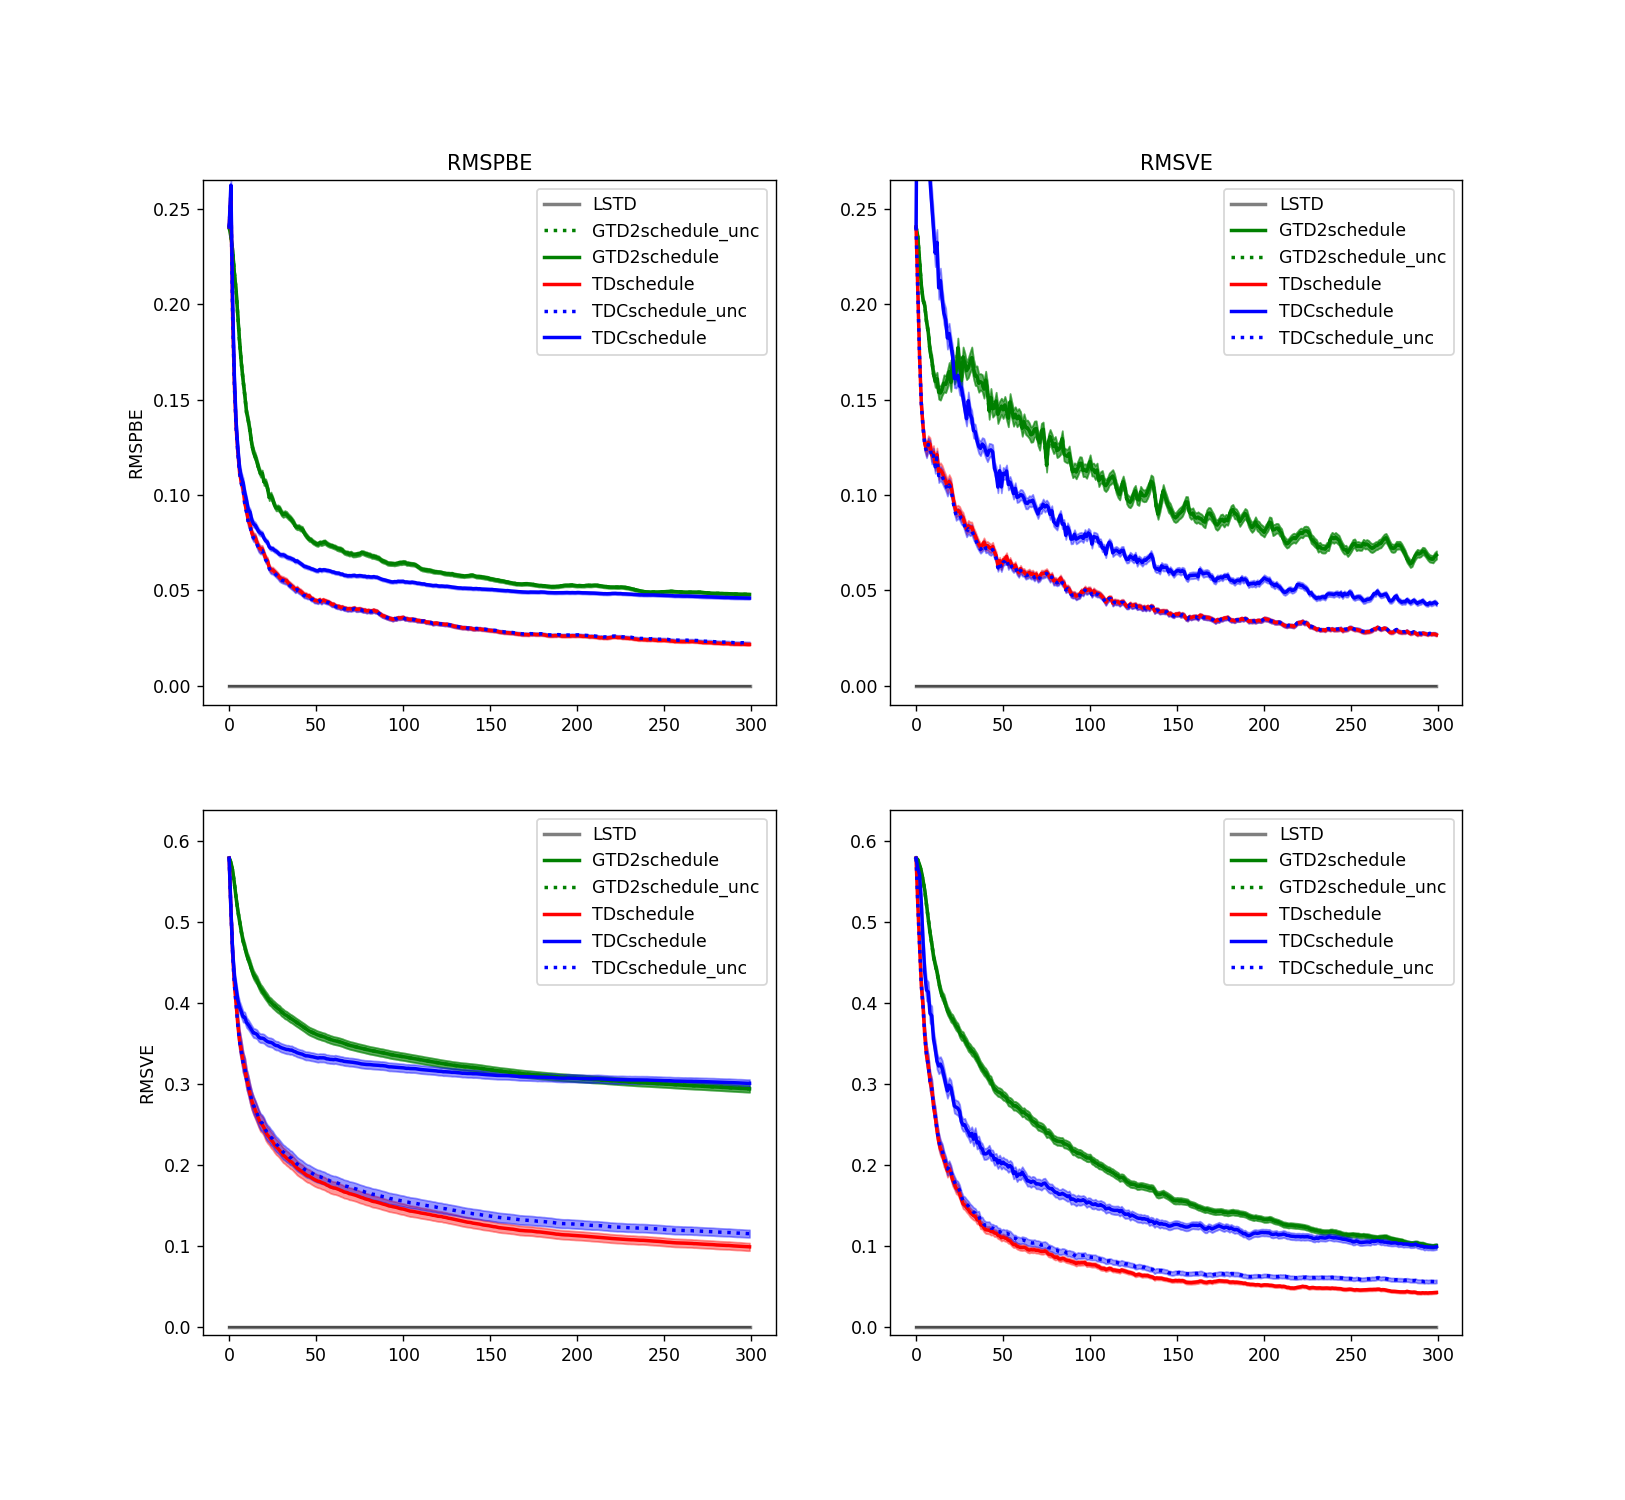 RMSPBE
RMSPBE
0.25
0.20
0.15
0.10
0.05
0.00
0 50 100 150 200 250 300
LSTD
GTD2schedule_unc
GTD2schedule
TDschedule
TDCschedule_unc
TDCschedule
RMSVE
0.25
0.20
0.15
0.10
0.05
0.00
0 50 100 150 200 250 300
LSTD
GTD2schedule
GTD2schedule_unc
TDschedule
TDCschedule
TDCschedule_unc
RMSVE
0.6
0.5
0.4
0.3
0.2
0.1
0.0
0 50 100 150 200 250 300
LSTD
GTD2schedule
GTD2schedule_unc
TDschedule
TDCschedule
TDCschedule_unc
0.6
0.5
0.4
0.3
0.2
0.1
0.0
0 50 100 150 200 250 300
LSTD
GTD2schedule
GTD2schedule_unc
TDschedule
TDCschedule
TDCschedule_unc